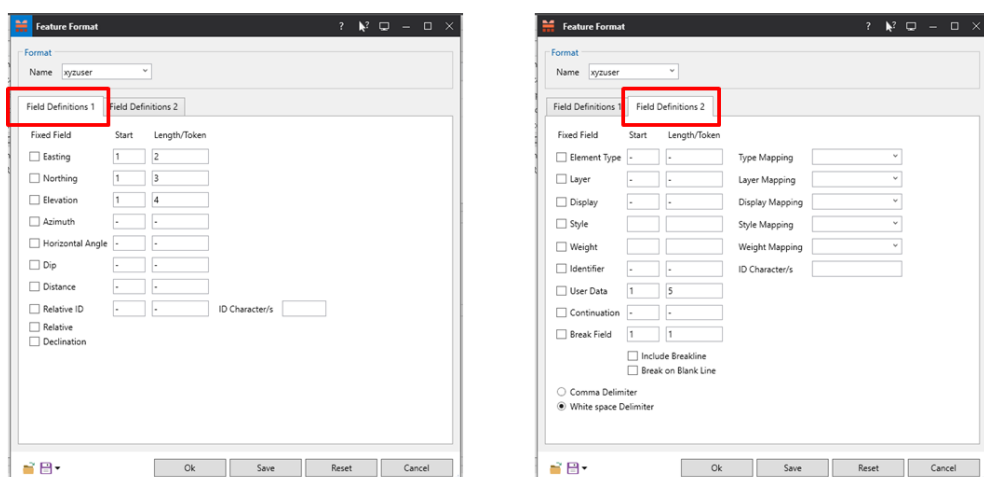 Feature Format ?
Format
Name xyzuser
Field Definitions 1 Field Definitions 2
Fixed Field Start Length/Token
Easting 1 2
Northing 1 3
Elevation 1 4
Azimuth - -
Horizontal Angle - -
Dip - -
Distance - -
Relative ID - - ID Character/s
Relative
Declination
Ok Save Reset Cancel
Feature Format ?
Format
Name xyzuser
Field Definitions 1 Field Definitions 2
Fixed Field Start Length/Token
Element Type - - Type Mapping
Layer - - Layer Mapping
Display - - Display Mapping
Style Style Mapping
Weight Weight Mapping
Identifier - - ID Character/s
User Data 1 5
Continuation - -
Break Field 1 1
Include Breakline
Break on Blank Line
Comma Delimiter
White space Delimiter
Ok Save Reset Cancel